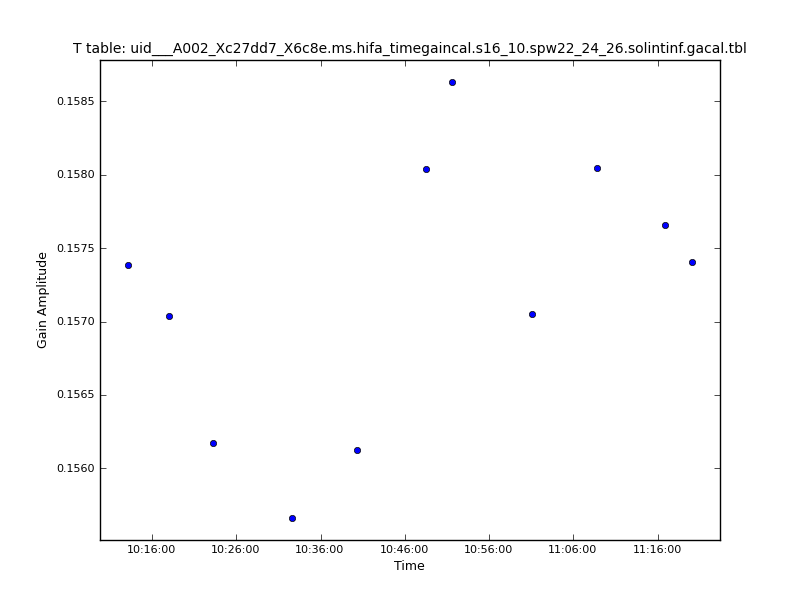 T table: uid___A002_Xc27dd7_X6c8e.ms.hifa_timegaincal.s16_10.spw22_24_26.solintinf.gacal.tbl
Gain Amplitude
0.1585
0.1580
0.1575
0.1570
0.1565
0.1560
10:16:00 10:26:00 10:36:00 10:46:00 10:56:00 11:06:00 11:16:00
Time